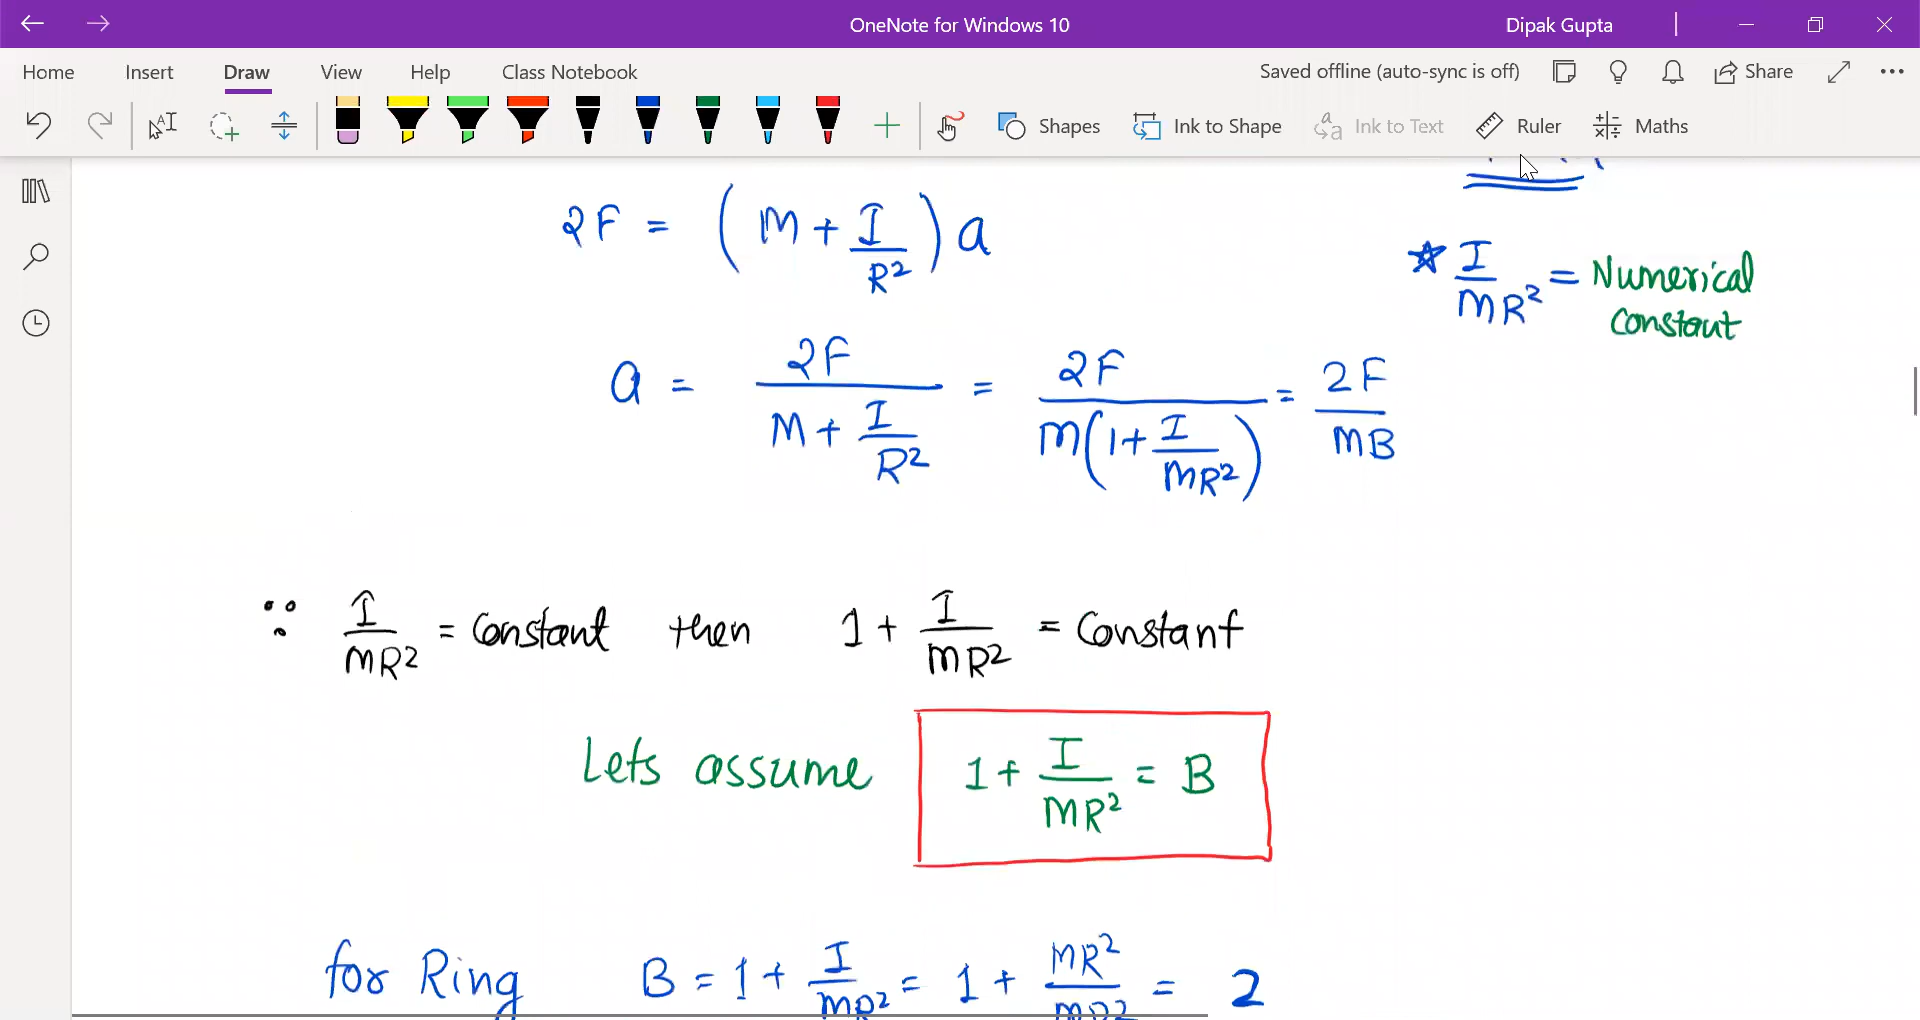 OneNote for Windows 10
Dipak Gupta
Home Insert Draw View Help Class Notebook
Saved offline (auto-sync is off) Share
Shapes Ink to Shape Ink to Text Ruler Maths
2F = (M + I/R²) a
* I/MR² = Numerical
Constant
a = 2F/(M + I/R²) = 2F/(M(1 + I/MR²)) = 2F/MB
∵ I/MR² = Constant then 1 + I/MR² = Constant
Lets assume 1 + I/MR² = B
for Ring B = 1 + I/MR² = 1 + MR²/MR² = 2